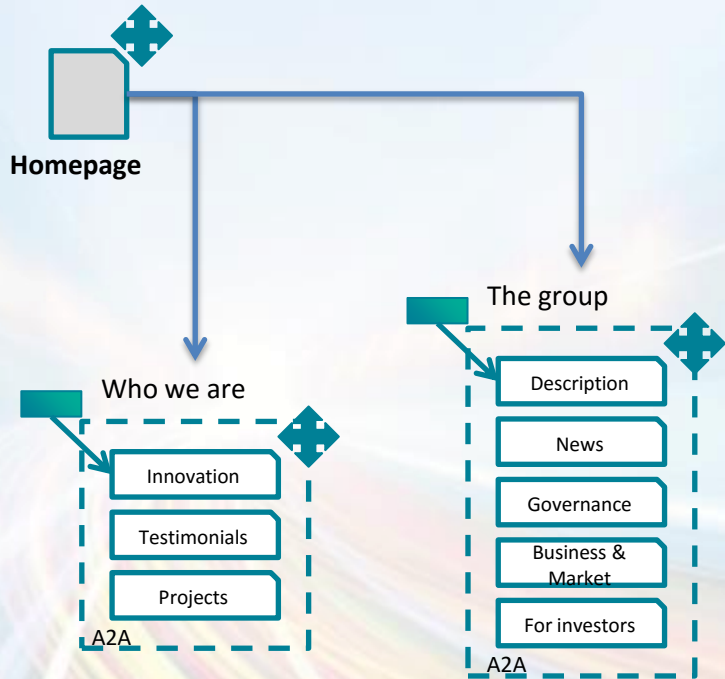 Homepage
Who we are
Innovation
Testimonials
Projects
A2A
The group
Description
News
Governance
Business &
Market
For investors
A2A